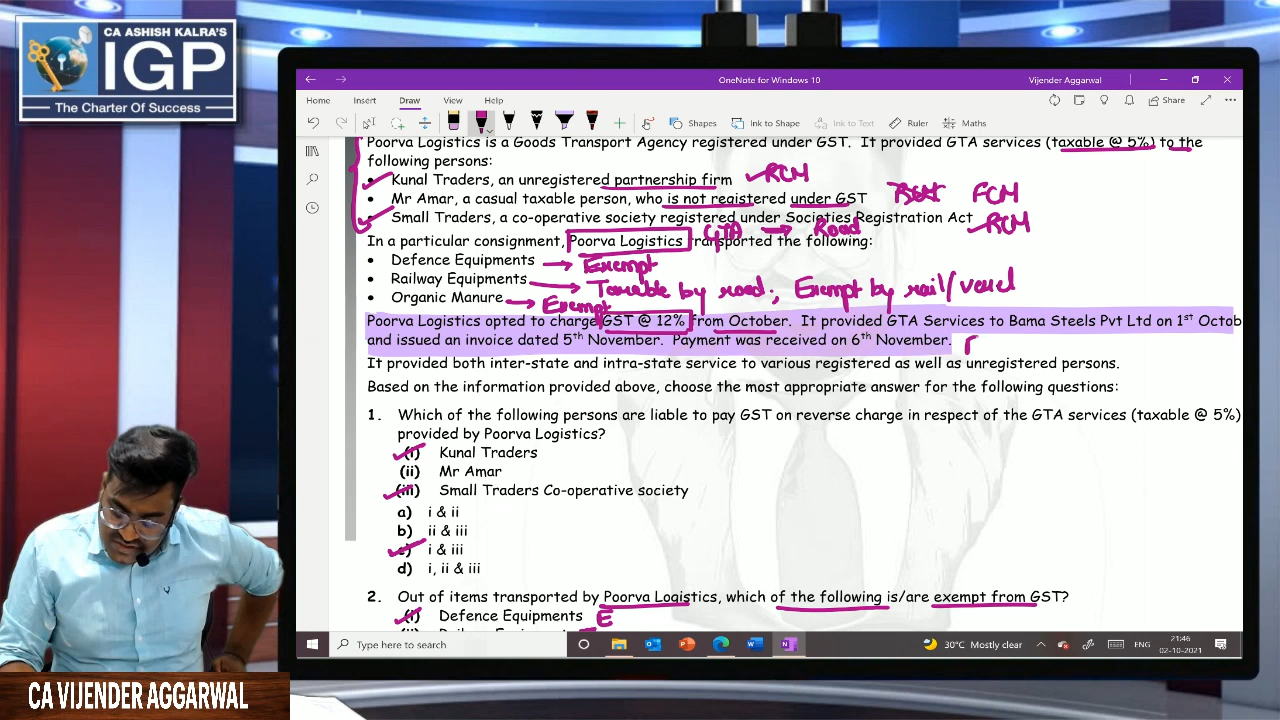 CA ASHISH KALRA'S
IGP
The Charter Of Success
OneNote for Windows 10
Vijender Aggarwal
Home Insert Draw View Help
Share
Shapes Ink to Shape Ink to Text Ruler Maths
Poorva Logistics is a Goods Transport Agency registered under GST. It provided GTA services (taxable @ 5%) to the
following persons:
• Kunal Traders, an unregistered partnership firm RCM
• Mr Amar, a casual taxable person, who is not registered under GST FCM
• Small Traders, a co-operative society registered under Societies Registration Act RCM
GTA → Road
In a particular consignment, Poorva Logistics transported the following:
• Defence Equipments → Exempt
• Railway Equipments → Taxable by road; Exempt by rail/vessel
• Organic Manure → Exempt
Poorva Logistics opted to charge GST @ 12% from October. It provided GTA Services to Bama Steels Pvt Ltd on 1st Octob
and issued an invoice dated 5th November. Payment was received on 6th November.
It provided both inter-state and intra-state service to various registered as well as unregistered persons.
Based on the information provided above, choose the most appropriate answer for the following questions:
1. Which of the following persons are liable to pay GST on reverse charge in respect of the GTA services (taxable @ 5%)
provided by Poorva Logistics?
(i) Kunal Traders
(ii) Mr Amar
(iii) Small Traders Co-operative society
a) i & ii
b) ii & iii
c) i & iii
d) i, ii & iii
2. Out of items transported by Poorva Logistics, which of the following is/are exempt from GST?
(i) Defence Equipments E
Type here to search
30°C Mostly clear
ENG
21:46
02-10-2021
CA VIJENDER AGGARWAL